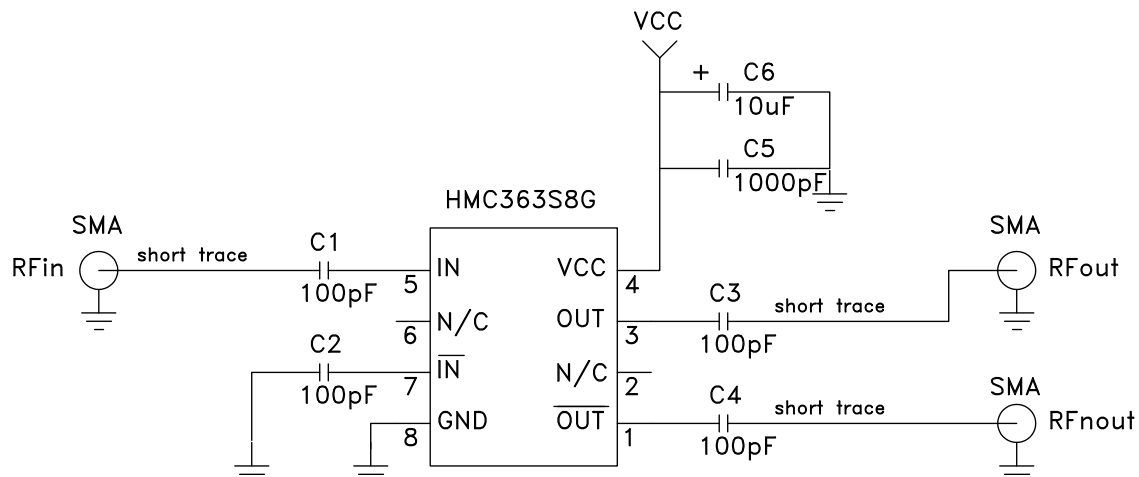 VCC
+ C6
10uF
C5
1000pF
HMC363S8G
SMA
RFin
short trace
C1
100pF
5
IN
VCC
4
SMA
RFout
6
N/C
OUT
3
C3
100pF
short trace
C2
100pF
7
IN
N/C
2
8
GND
OUT
1
C4
100pF
short trace
SMA
RFnout